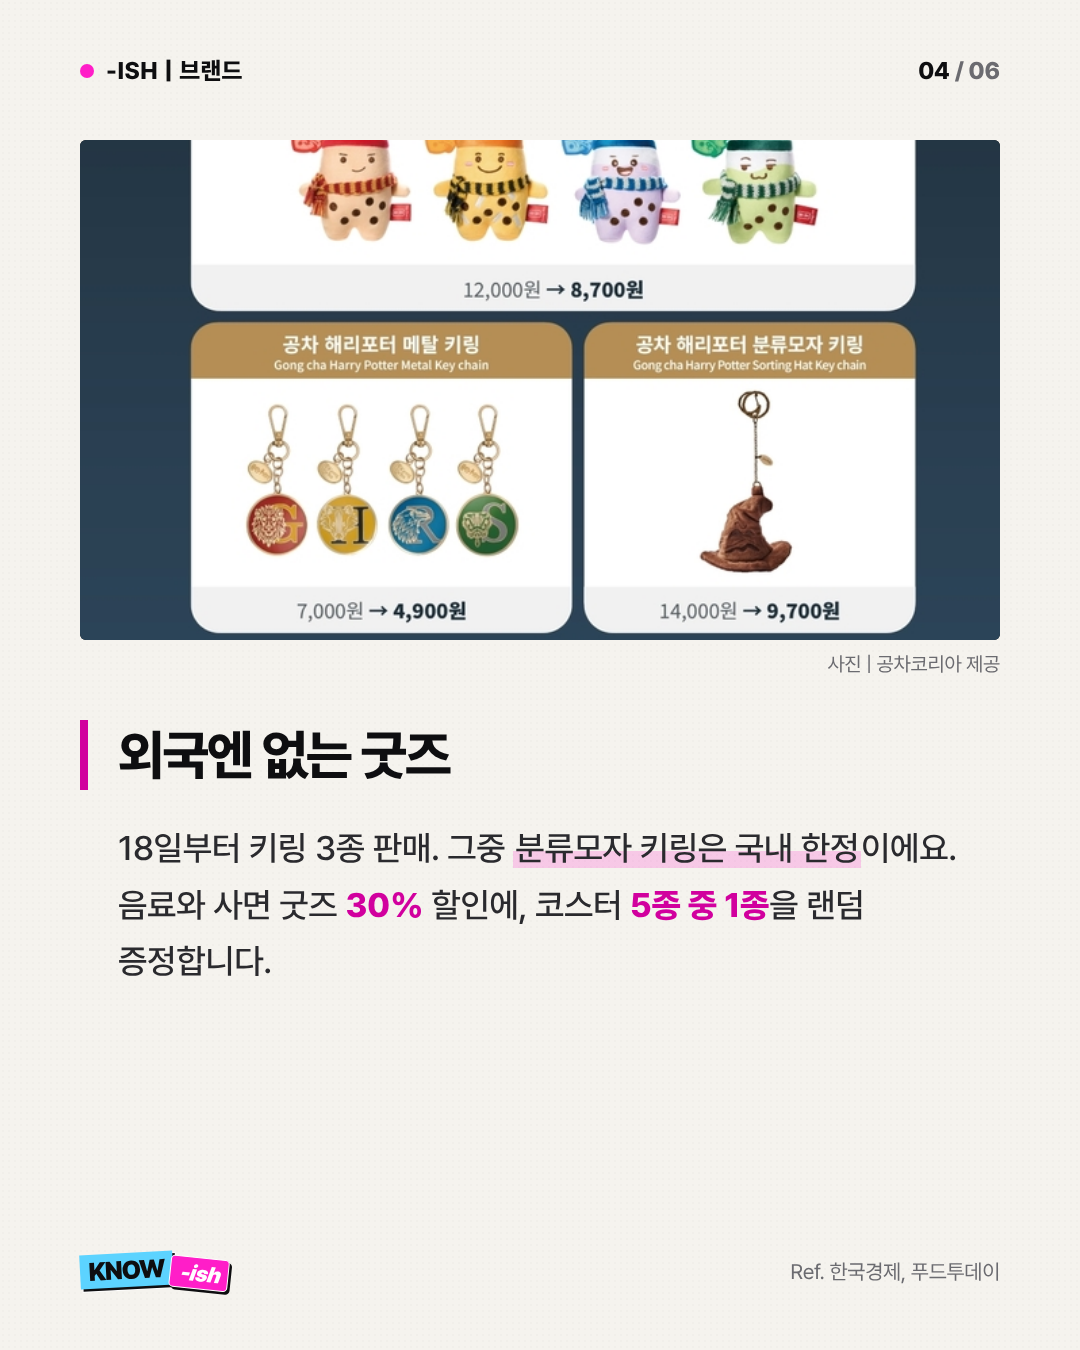 -ISH | 브랜드
04 / 06
12,000원 → 8,700원
공차 해리포터 메탈 키링
Gong cha Harry Potter Metal Key chain
공차 해리포터 분류모자 키링
Gong cha Harry Potter Sorting Hat Key chain
G H R S
7,000원 → 4,900원
14,000원 → 9,700원
사진 | 공차코리아 제공
외국엔 없는 굿즈
18일부터 키링 3종 판매. 그중 분류모자 키링은 국내 한정이에요.
음료와 사면 굿즈 30% 할인에, 코스터 5종 중 1종을 랜덤
증정합니다.
KNOW -ish
Ref. 한국경제, 푸드투데이